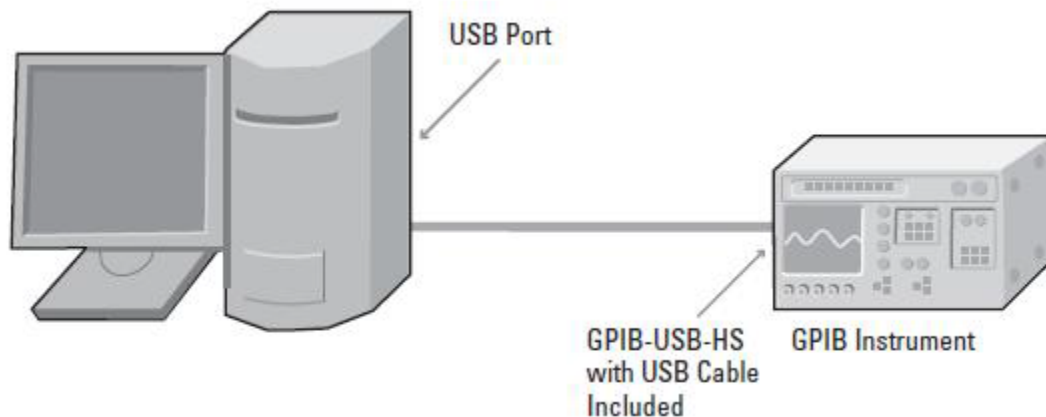 USB Port
GPIB-USB-HS
with USB Cable
Included
GPIB Instrument